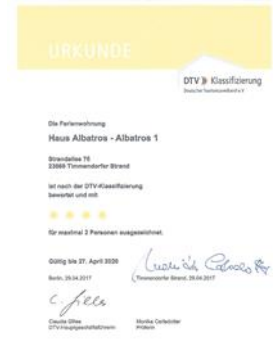 URKUNDE
DTV Klassifizierung
Deutscher Tourismusverband e.V.
Die Ferienwohnung
Haus Albatros - Albatros 1
Strandallee 76
23669 Timmendorfer Strand
ist nach der DTV-Klassifizierung
bewertet und mit
für maximal 2 Personen ausgezeichnet.
Gültig bis 27. April 2020
Berlin, 28.04.2017
Timmendorfer Strand, 28.04.2017
Claudia Gilles
DTV-Hauptgeschäftsführerin
Monika
Prüferin